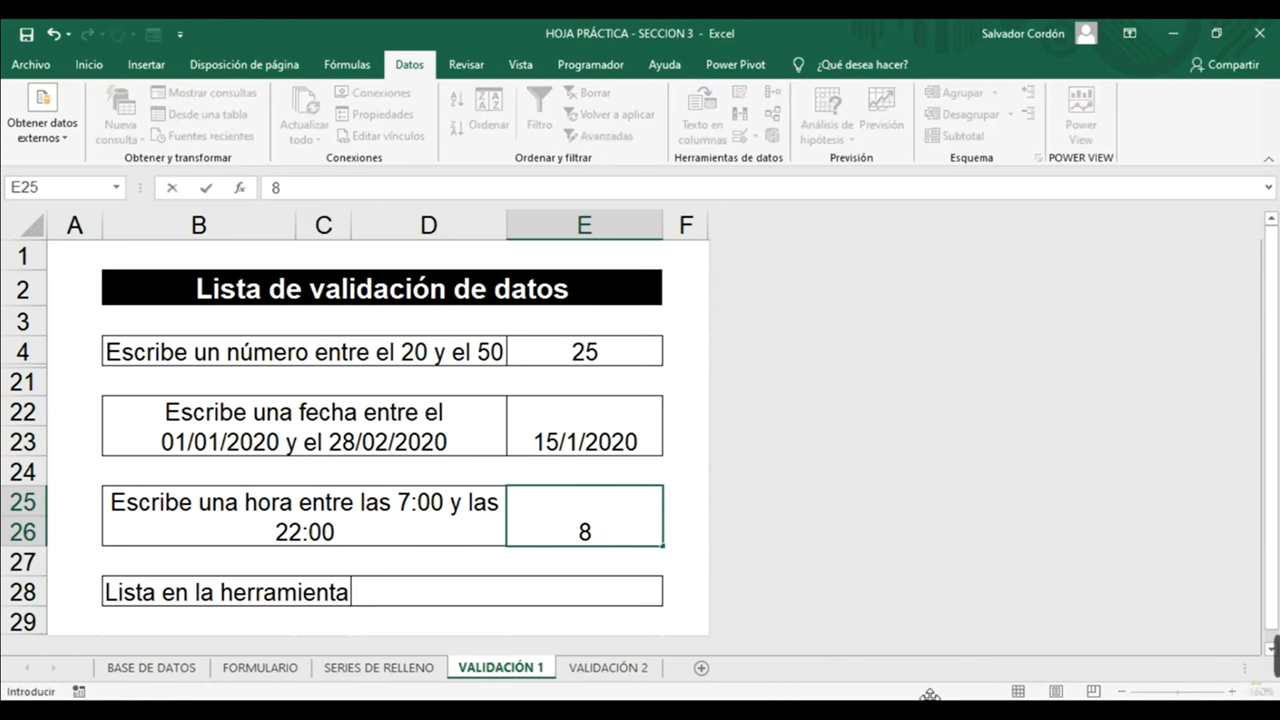 HOJA PRÁCTICA - SECCION 3 - Excel
Salvador Cordón
Archivo Inicio Insertar Disposición de página Fórmulas Datos Revisar Vista Programador Ayuda Power Pivot ¿Qué desea hacer? Compartir
Obtener datos
externos
Nueva
consulta
Mostrar consultas
Desde una tabla
Fuentes recientes
Obtener y transformar
Actualizar
todo
Conexiones
Propiedades
Editar vínculos
Conexiones
Ordenar
Filtro
Borrar
Volver a aplicar
Avanzadas
Ordenar y filtrar
Texto en
columnas
Herramientas de datos
Análisis de
hipótesis
Previsión
Previsión
Agrupar
Desagrupar
Subtotal
Esquema
Power
View
POWER VIEW
E25 fx 8
A B C D E F
1
2 Lista de validación de datos
3
4 Escribe un número entre el 20 y el 50 25
21
22 Escribe una fecha entre el
23 01/01/2020 y el 28/02/2020 15/1/2020
24
25 Escribe una hora entre las 7:00 y las
26 22:00 8
27
28 Lista en la herramienta
29
BASE DE DATOS FORMULARIO SERIES DE RELLENO VALIDACIÓN 1 VALIDACIÓN 2
Introducir